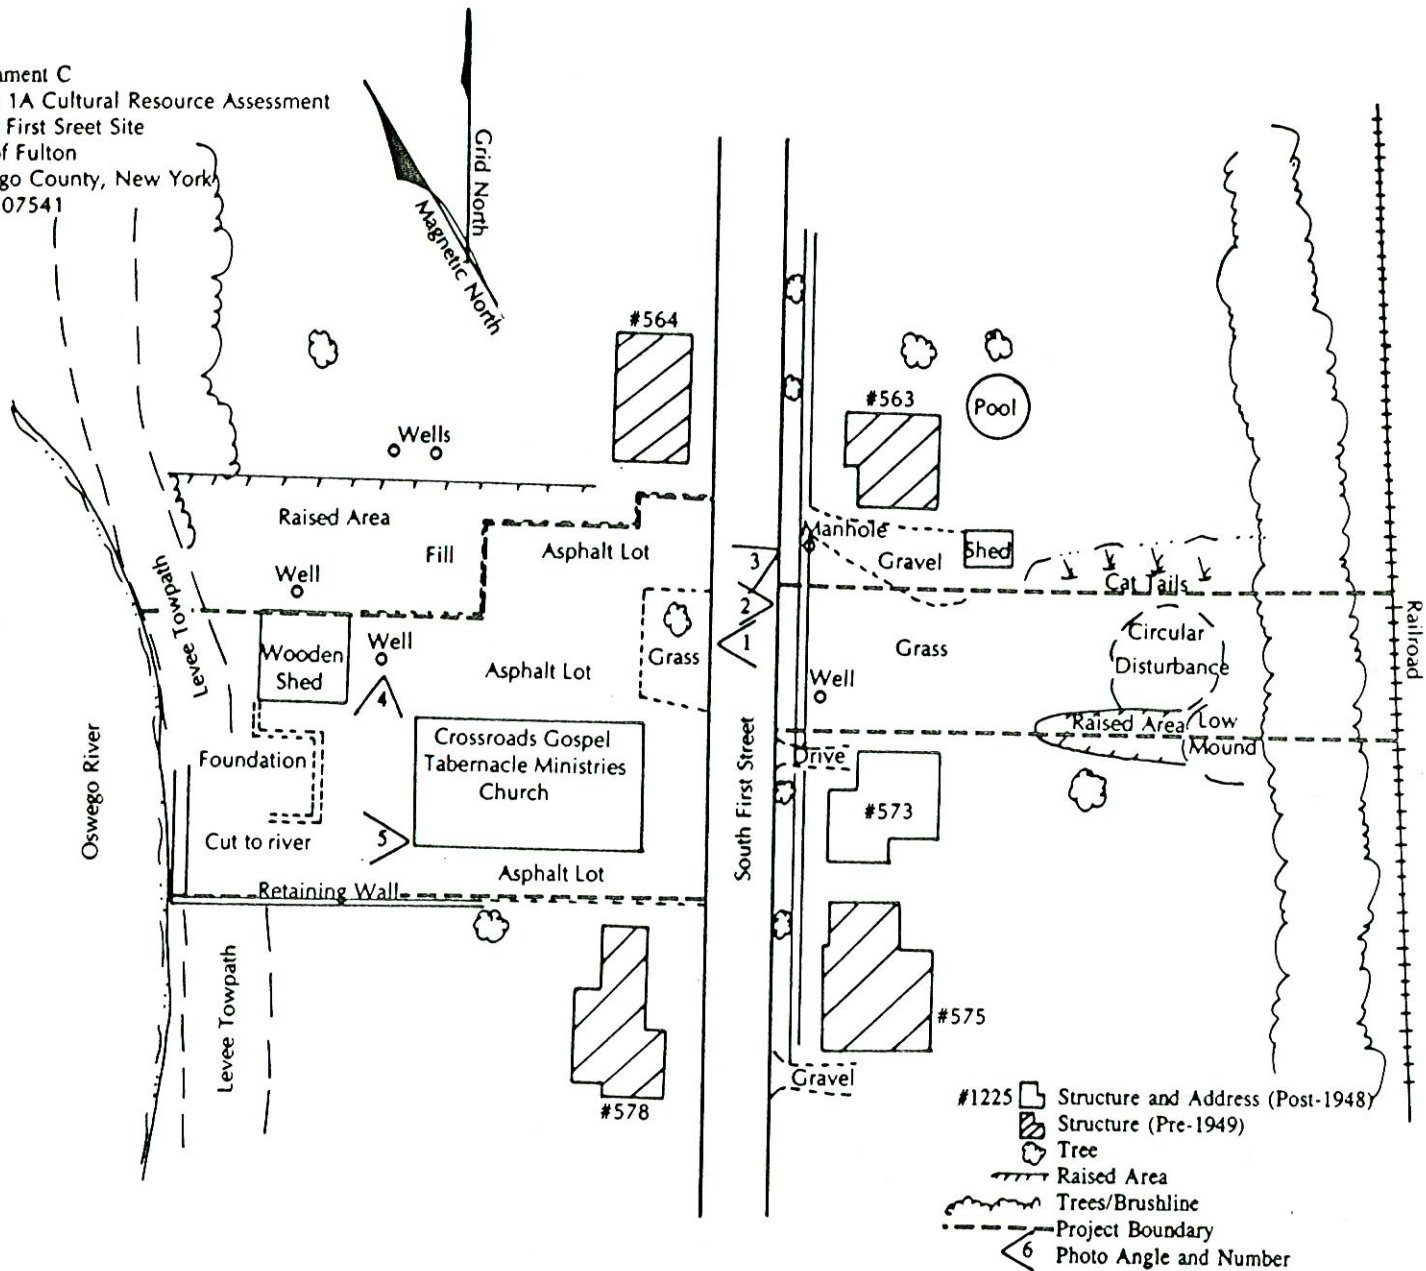 1A Cultural Resource Assessment
First Sreet Site
Fulton
County, New York
07541
Grid North
Magnetic North
#564
Wells
#563
Pool
Raised Area
Fill
Asphalt Lot
Manhole
Gravel
Shed
Cat Tails
3
2
1
Well
Levee Towpath
Wooden
Shed
Well
4
Asphalt Lot
Grass
Grass
Well
Circular
Disturbance
Raised Area
Low
Mound
Railroad
Oswego River
Foundation
Crossroads Gospel
Tabernacle Ministries
Church
South First Street
Drive
#573
Cut to river
5
Asphalt Lot
Retaining Wall
Levee Towpath
#578
#575
Gravel
#1225 Structure and Address (Post-1948)
Structure (Pre-1949)
Tree
Raised Area
Trees/Brushline
Project Boundary
6 Photo Angle and Number